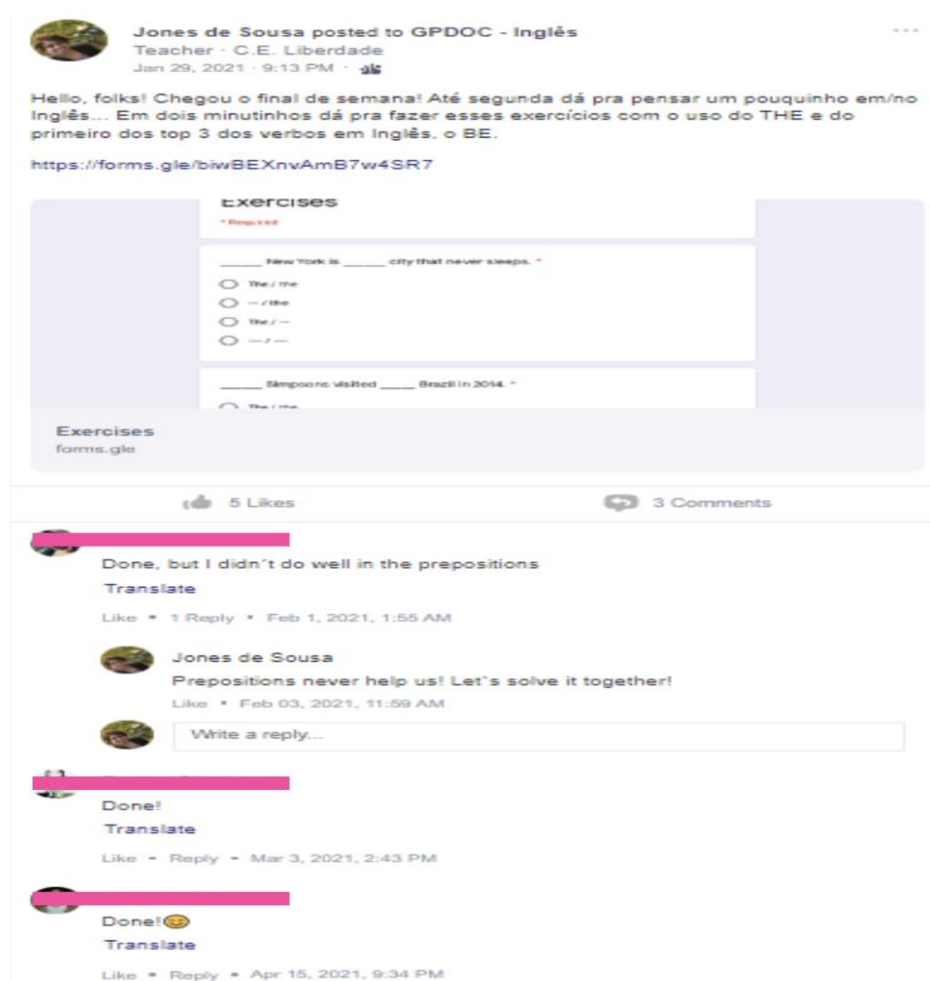 Jones de Sousa posted to GPDOC - Inglês
Teacher · C.E. Liberdade
Jan 29, 2021 · 9:13 PM ·
Hello, folks! Chegou o final de semana! Até segunda dá pra pensar um pouquinho em/no
Inglês... Em dois minutinhos dá pra fazer esses exercícios com o uso do THE e do
primeiro dos top 3 dos verbos em Inglês, o BE.
https://forms.gle/biwBEXnvAmB7w4SR7
Exercises
* Required
______ New York is ______ city that never sleeps. *
The / the
— / the
The / —
— / —
______ Simpsons visited _____ Brazil in 2014. *
The / the
Exercises
forms.gle
5 Likes 3 Comments
Done, but I didn´t do well in the prepositions
Translate
Like • 1 Reply • Feb 1, 2021, 1:55 AM
Jones de Sousa
Prepositions never help us! Let`s solve it together!
Like • Feb 03, 2021, 11:59 AM
Write a reply...
Done!
Translate
Like • Reply • Mar 3, 2021, 2:43 PM
Done!😊
Translate
Like • Reply • Apr 15, 2021, 9:34 PM